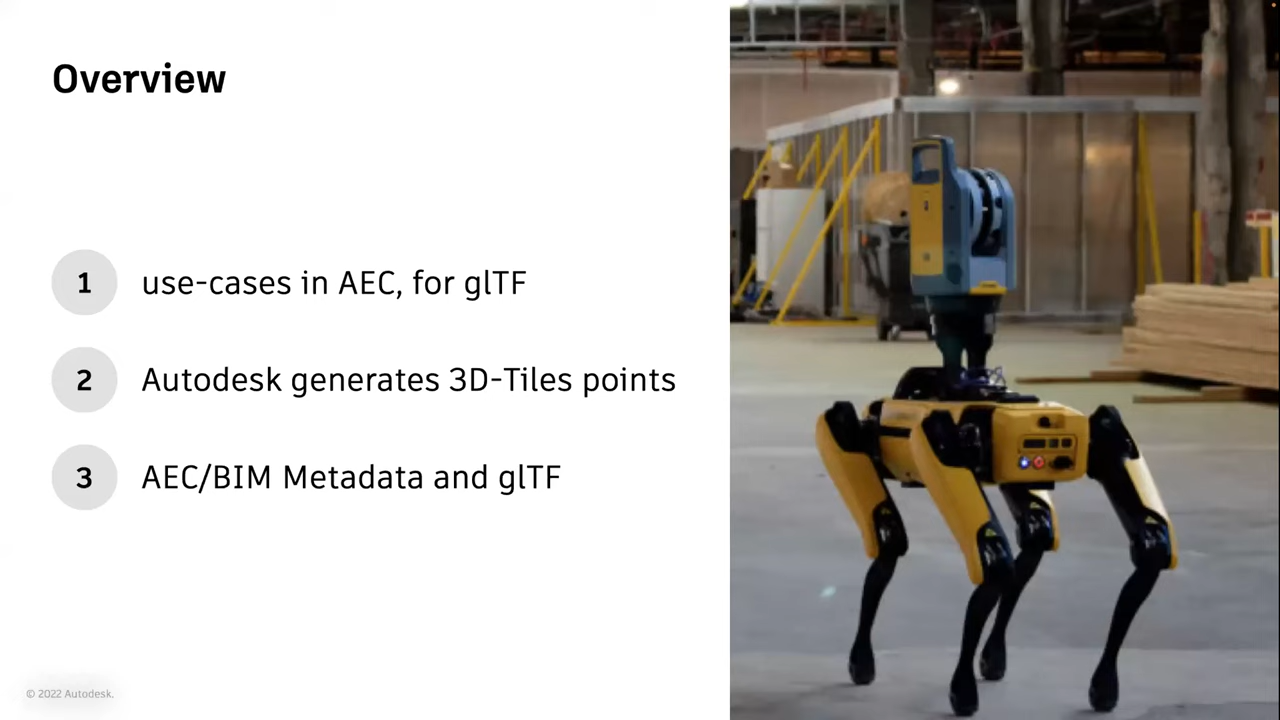 Overview
1 use-cases in AEC, for glTF
2 Autodesk generates 3D-Tiles points
3 AEC/BIM Metadata and glTF
© 2022 Autodesk.